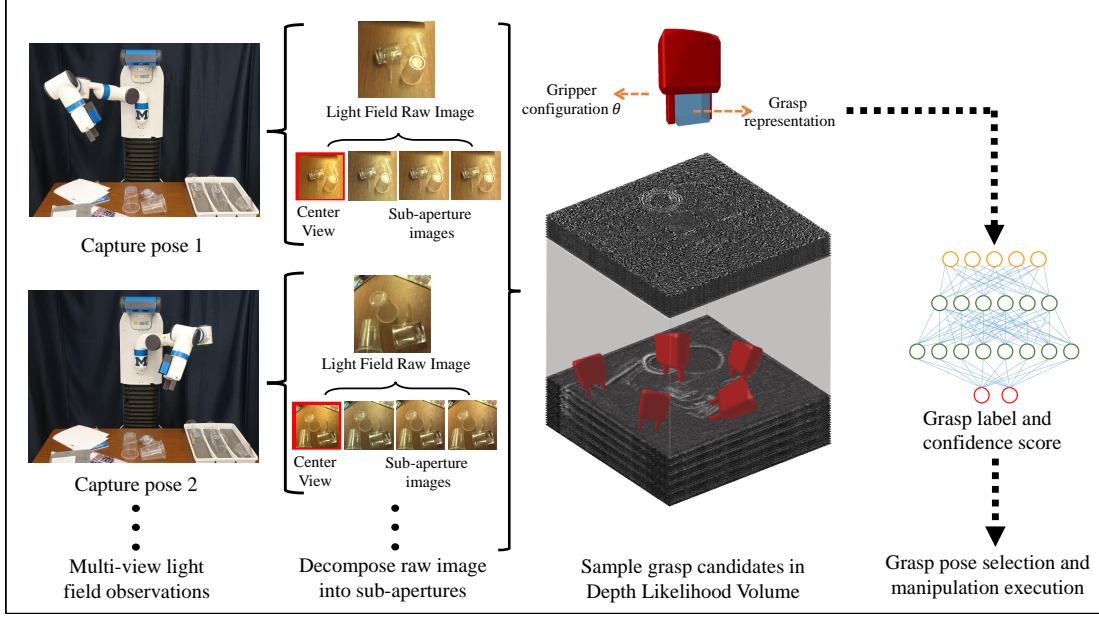 Capture pose 1
Light Field Raw Image
Center
View
Sub-aperture
images
Capture pose 2
Light Field Raw Image
Center
View
Sub-aperture
images
Multi-view light
field observations
Decompose raw image
into sub-apertures
Gripper
configuration θ
Grasp
representation
Sample grasp candidates in
Depth Likelihood Volume
Grasp label and
confidence score
Grasp pose selection and
manipulation execution
M
M